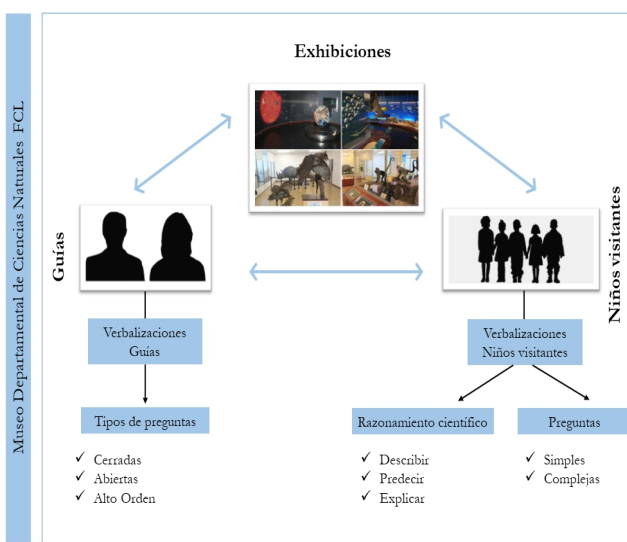 Museo Departamental de Ciencias Naturales FCL
Exhibiciones
Guías
Niños visitantes
Verbalizaciones
Guías
Verbalizaciones
Niños visitantes
Tipos de preguntas
Razonamiento científico
Preguntas
✓ Cerradas
✓ Abiertas
✓ Alto Orden
✓ Describir
✓ Predecir
✓ Explicar
✓ Simples
✓ Complejas